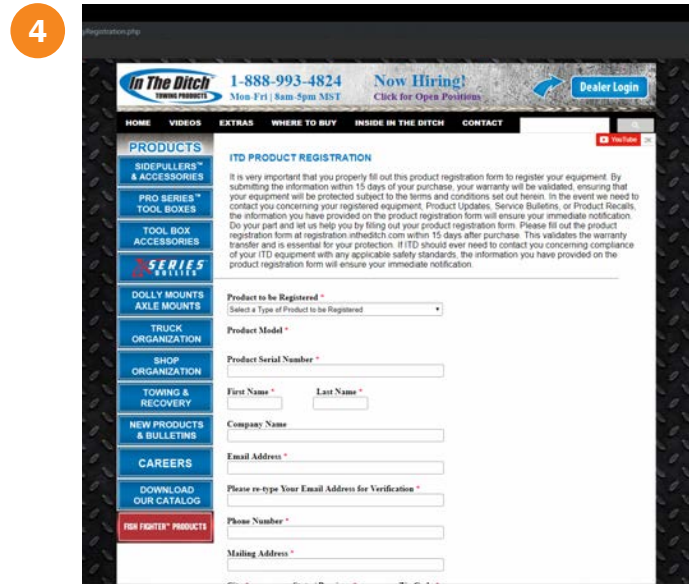 4
yRegistration.php
In The Ditch
TOWING PRODUCTS
1-888-993-4824
Mon-Fri | 8am-5pm MST
Now Hiring!
Click for Open Positions
Dealer Login
HOME VIDEOS EXTRAS WHERE TO BUY INSIDE IN THE DITCH CONTACT
YouTube
PRODUCTS
SIDEPULLERS™
& ACCESSORIES
PRO SERIES™
TOOL BOXES
TOOL BOX
ACCESSORIES
X SERIES
BULLIES
DOLLY MOUNTS
AXLE MOUNTS
TRUCK
ORGANIZATION
SHOP
ORGANIZATION
TOWING &
RECOVERY
NEW PRODUCTS
& BULLETINS
CAREERS
DOWNLOAD
OUR CATALOG
FISH FIGHTER™ PRODUCTS
ITD PRODUCT REGISTRATION
It is very important that you properly fill out this product registration form to register your equipment. By
submitting the information within 15 days of your purchase, your warranty will be validated, ensuring that
your equipment will be protected subject to the terms and conditions set out herein. In the event we need to
contact you concerning your registered equipment, Product Updates, Service Bulletins, or Product Recalls,
the information you have provided on the product registration form will ensure your immediate notification.
Do your part and let us help you by filling out your product registration form. Please fill out the product
registration form at registration.intheditch.com within 15 days after purchase. This validates the warranty
transfer and is essential for your protection. If ITD should ever need to contact you concerning compliance
of your ITD equipment with any applicable safety standards, the information you have provided on the
product registration form will ensure your immediate notification.
Product to be Registered *
Select a Type of Product to be Registered
Product Model *
Product Serial Number *
First Name * Last Name *
Company Name
Email Address *
Please re-type Your Email Address for Verification *
Phone Number *
Mailing Address *